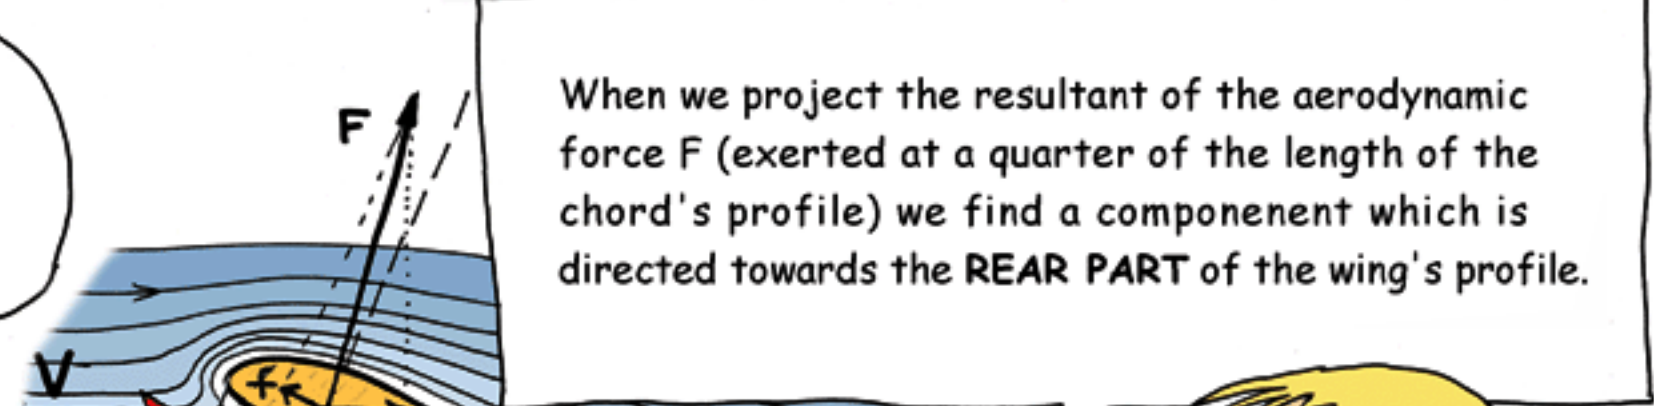 F
When we project the resultant of the aerodynamic
force F (exerted at a quarter of the length of the
chord's profile) we find a componenent which is
directed towards the REAR PART of the wing's profile.
V
f